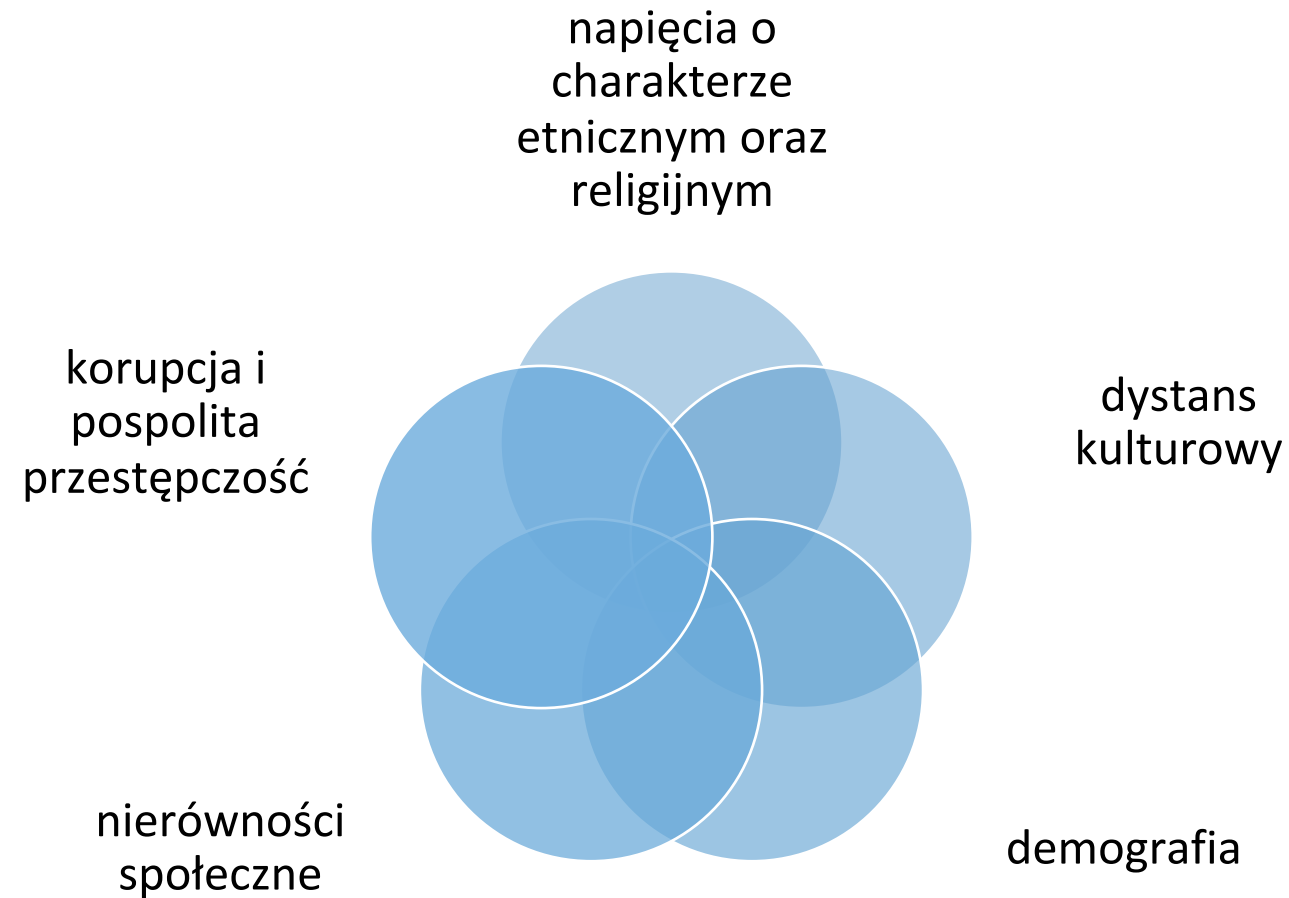 napięcia o
charakterze
etnicznym oraz
religijnym
dystans
kulturowy
demografia
nierówności
społeczne
korupcja i
pospolita
przestępczość